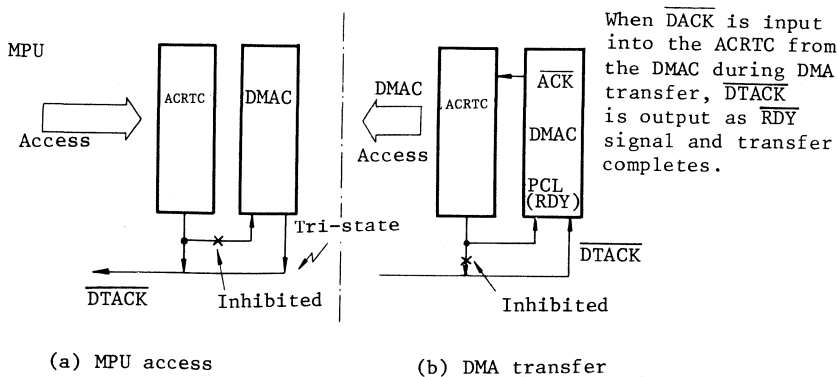 MPU
Access
ACRTC
DMAC
Tri-state
DTACK
Inhibited
(a) MPU access
DMAC
Access
ACRTC
ACK
DMAC
PCL
(RDY)
DTACK
Inhibited
(b) DMA transfer
When DACK is input
into the ACRTC from
the DMAC during DMA
transfer, DTACK
is output as RDY
signal and transfer
completes.